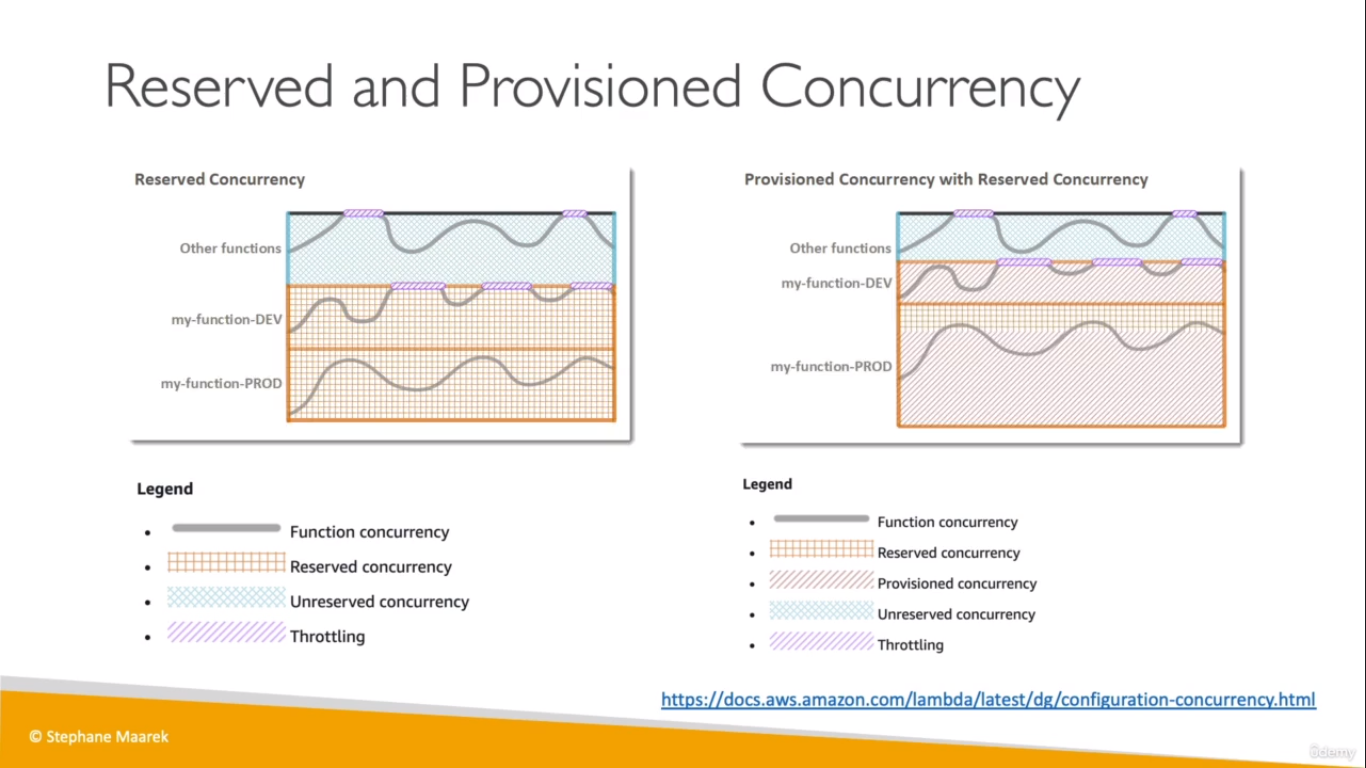 Reserved and Provisioned Concurrency
Reserved Concurrency
Other functions
my-function-DEV
my-function-PROD
Legend
• Function concurrency
• Reserved concurrency
• Unreserved concurrency
• Throttling
Provisioned Concurrency with Reserved Concurrency
Other functions
my-function-DEV
my-function-PROD
Legend
• Function concurrency
• Reserved concurrency
• Provisioned concurrency
• Unreserved concurrency
• Throttling
https://docs.aws.amazon.com/lambda/latest/dg/configuration-concurrency.html
© Stephane Maarek
ûdemy